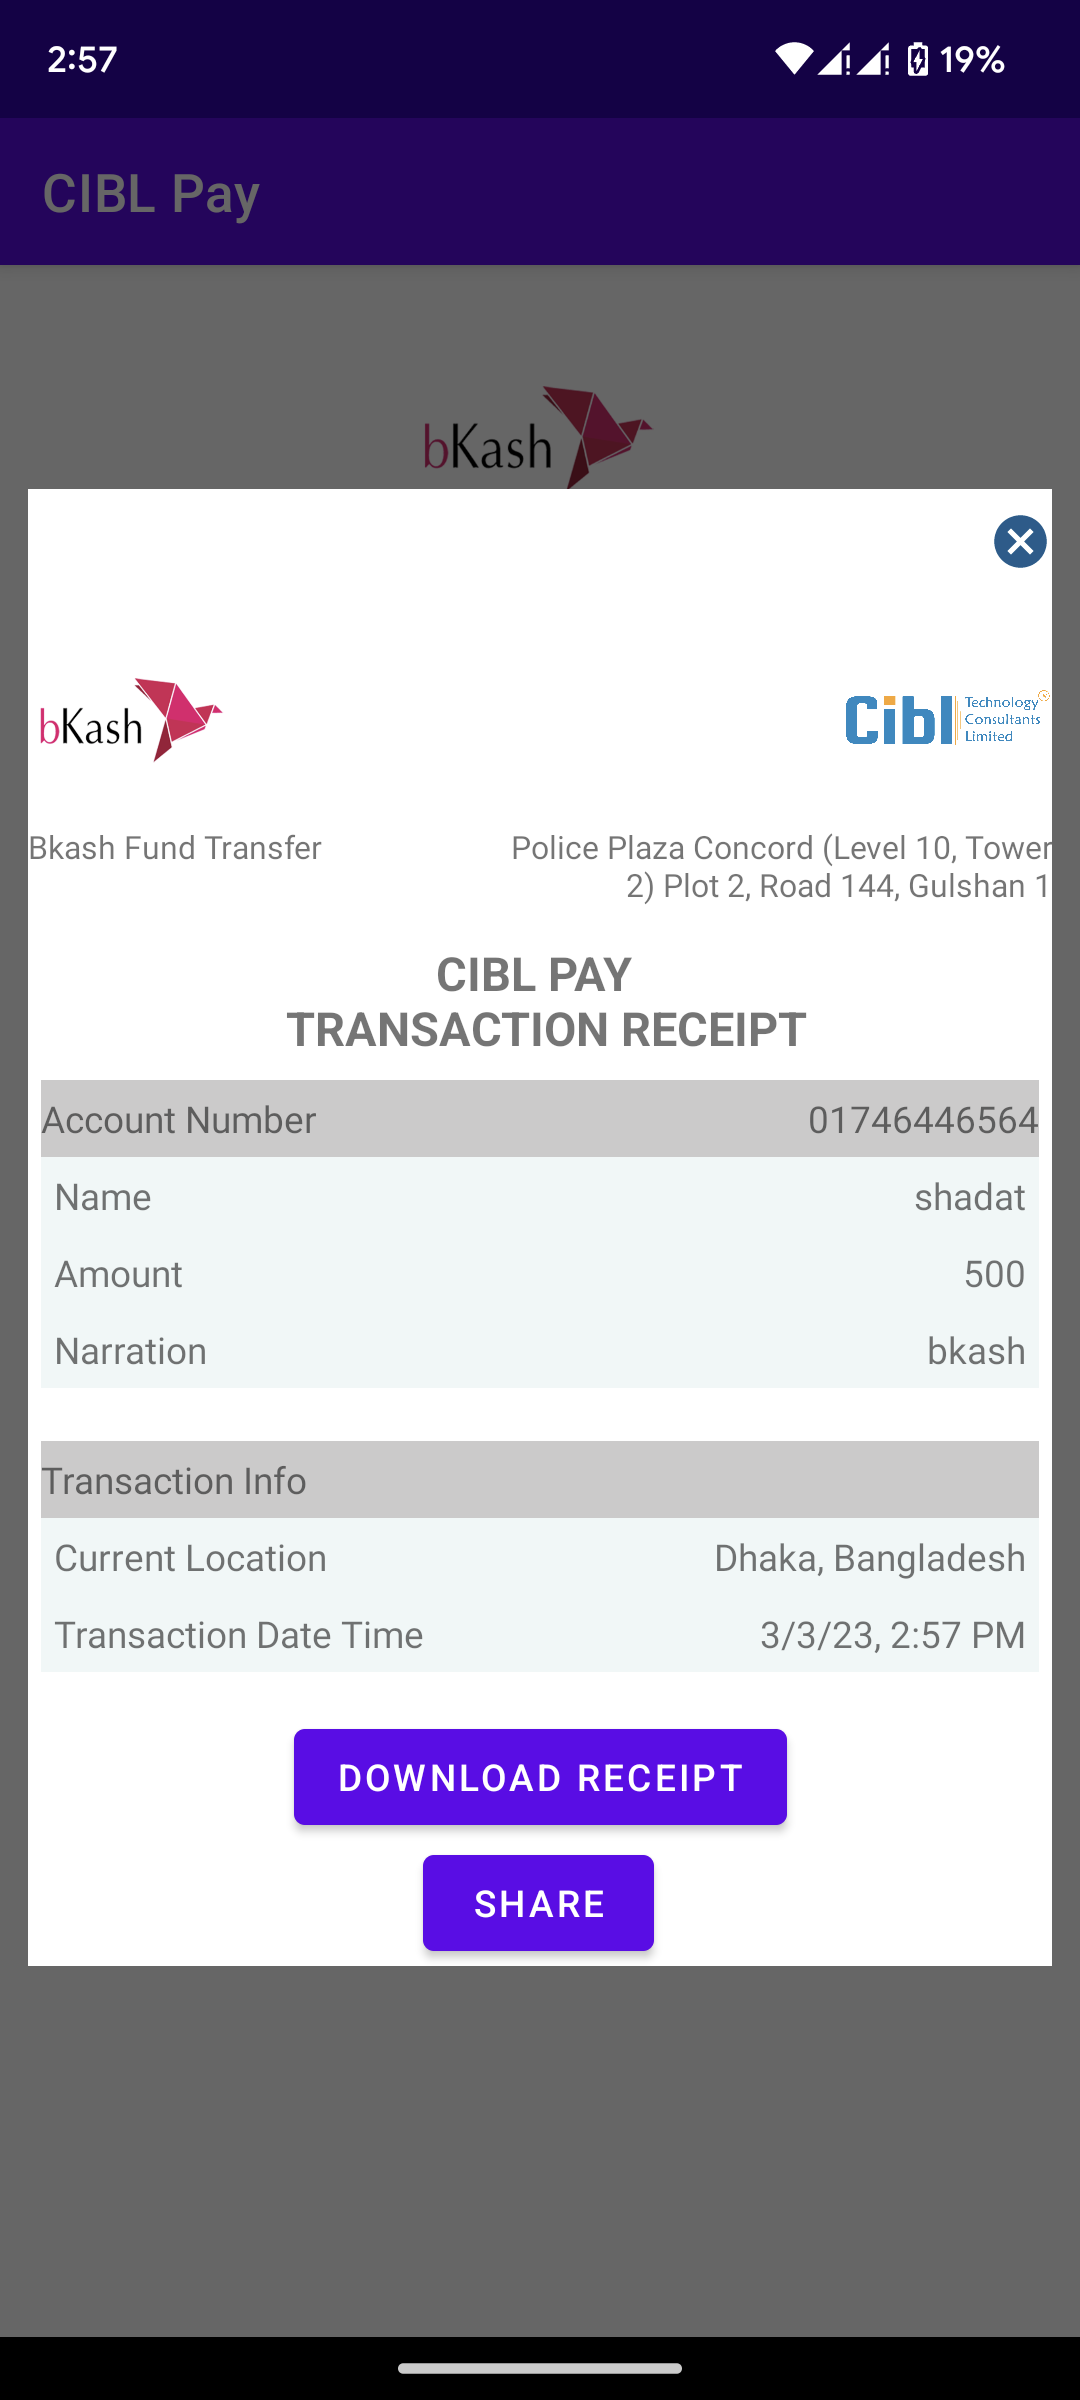 2:57 19%
CIBL Pay
bKash
bKash
Cibl Technology
Consultants
Limited
Bkash Fund Transfer
Police Plaza Concord (Level 10, Tower
2) Plot 2, Road 144, Gulshan 1
CIBL PAY
TRANSACTION RECEIPT
Account Number 01746446564
Name shadat
Amount 500
Narration bkash
Transaction Info
Current Location Dhaka, Bangladesh
Transaction Date Time 3/3/23, 2:57 PM
DOWNLOAD RECEIPT
SHARE